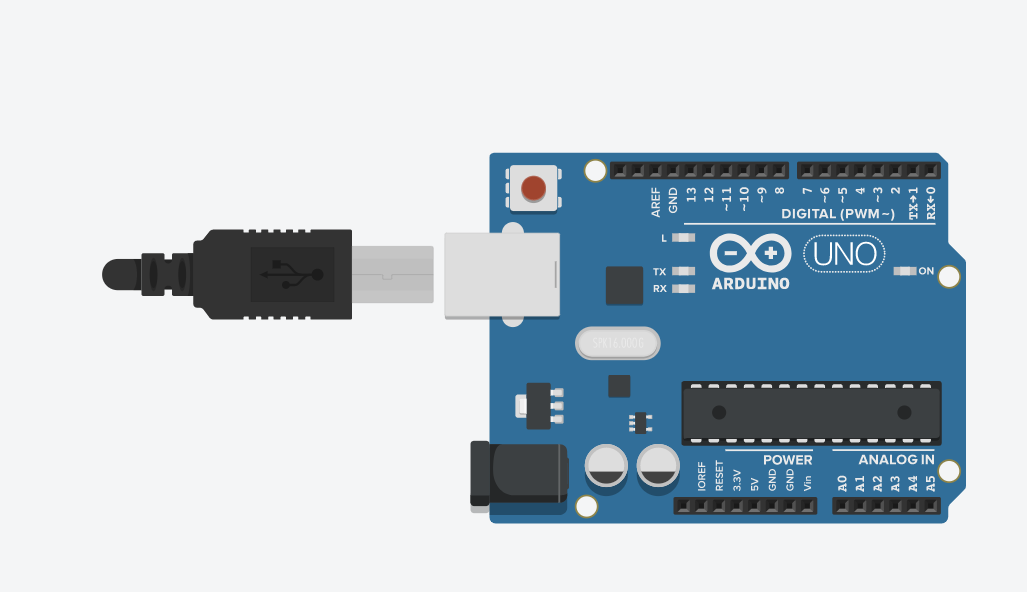 AREF
GND
13
12
~11
~10
~9
8
7
~6
~5
4
~3
2
TX→1
RX←0
DIGITAL (PWM~)
L
TX
RX
UNO
ON
ARDUINO
SPK16.000G
POWER
ANALOG IN
IOREF
RESET
3.3V
5V
GND
GND
Vin
A0
A1
A2
A3
A4
A5